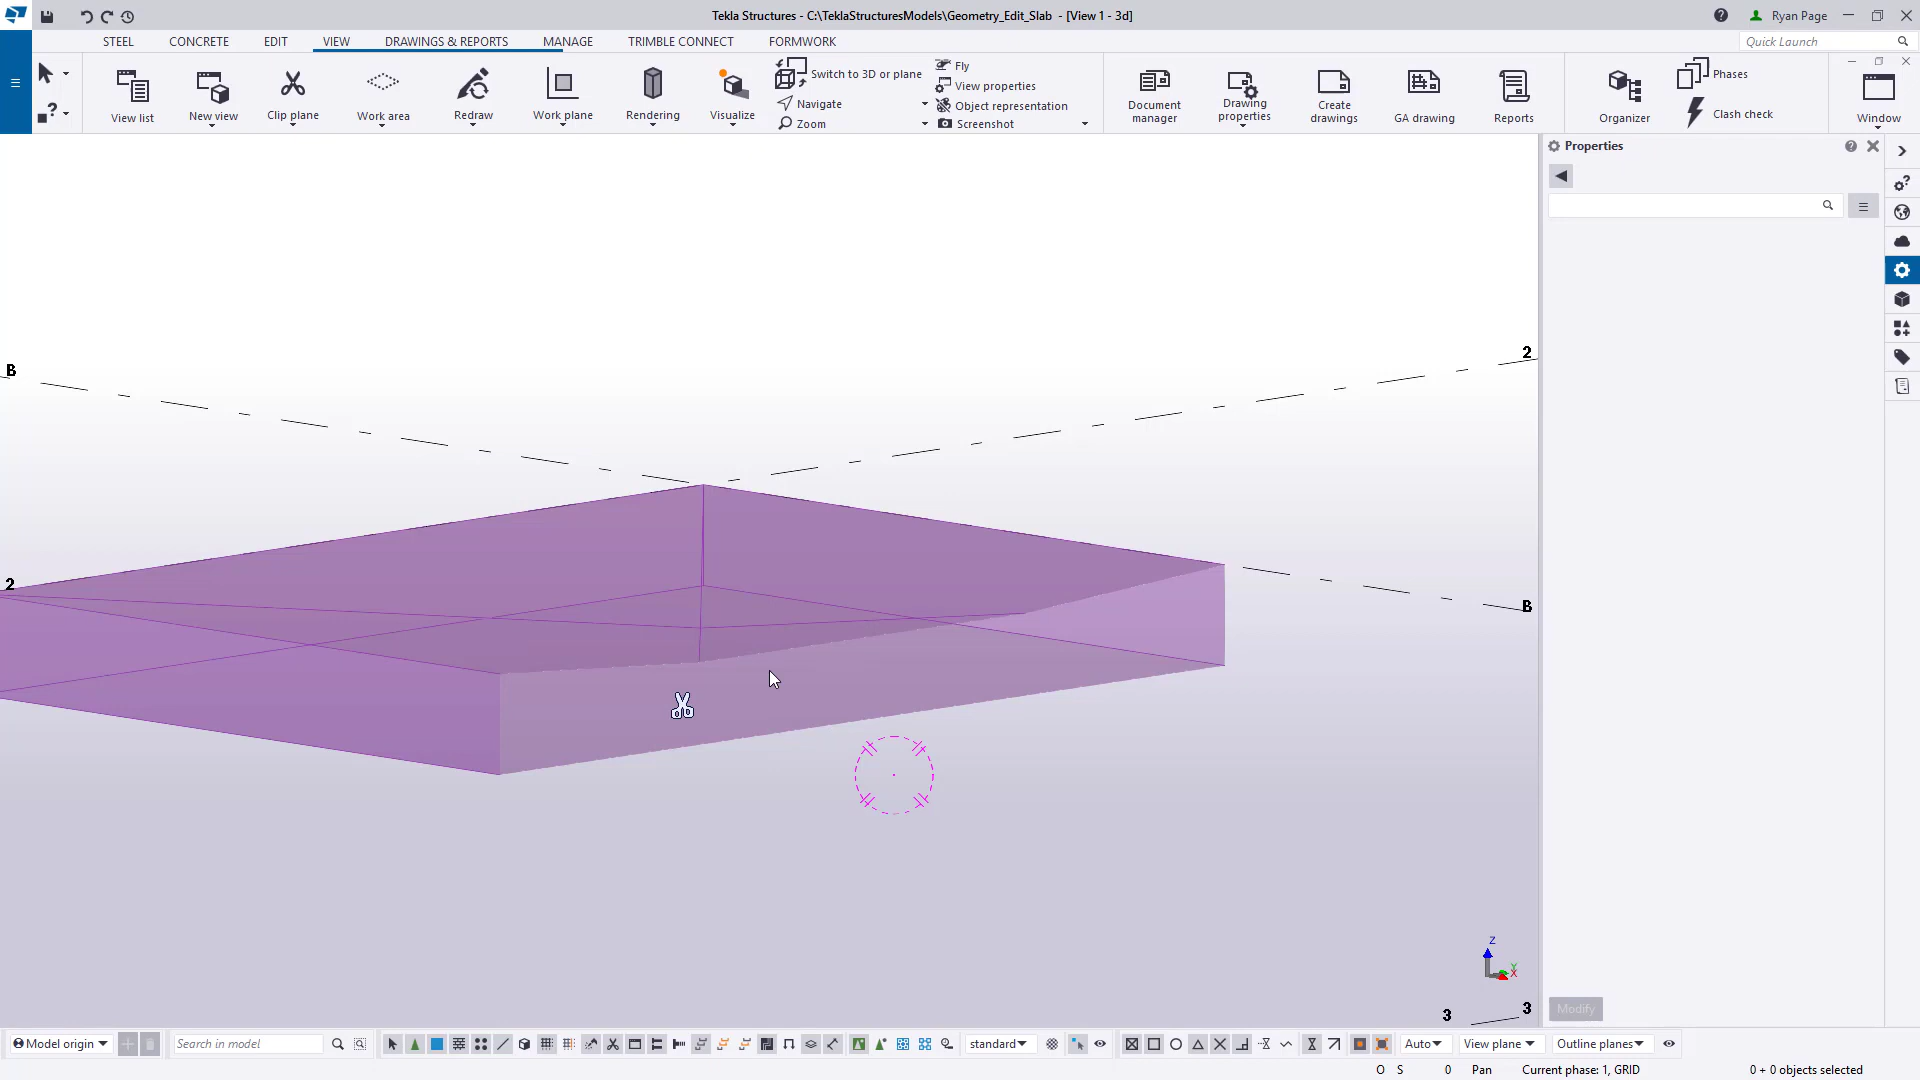 Tekla Structures - C:\TeklaStructuresModels\Geometry_Edit_Slab - [View 1 - 3d]
Ryan Page
STEEL CONCRETE EDIT VIEW DRAWINGS & REPORTS MANAGE TRIMBLE CONNECT FORMWORK
Quick Launch
View list
New view
Clip plane
Work area
Redraw
Work plane
Rendering
Visualize
Switch to 3D or plane
Navigate
Zoom
Fly
View properties
Object representation
Screenshot
Document manager
Drawing properties
Create drawings
GA drawing
Reports
Organizer
Phases
Clash check
Window
Properties
B
2
2
B
Z
Y
X
3
3
Modify
Model origin
Search in model
standard
Auto
View plane
Outline planes
O S 0 Pan Current phase: 1, GRID 0 + 0 objects selected